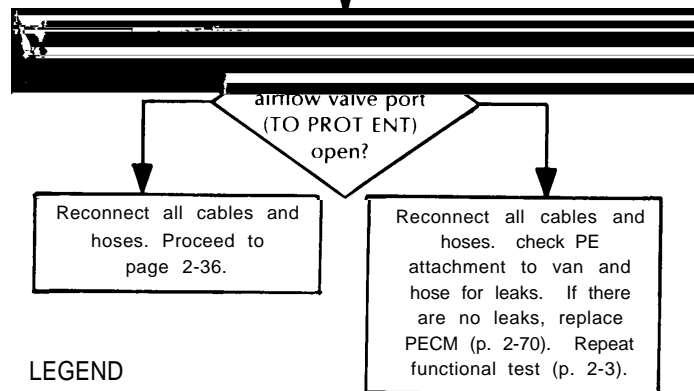 airflow valve port
(TO PROT ENT)
open?
Reconnect all cables and
hoses. Proceed to
page 2-36.
Reconnect all cables and
hoses. check PE
attachment to van and
hose for leaks. If there
are no leaks, replace
PECM (p. 2-70). Repeat
functional test (p. 2-3).
LEGEND